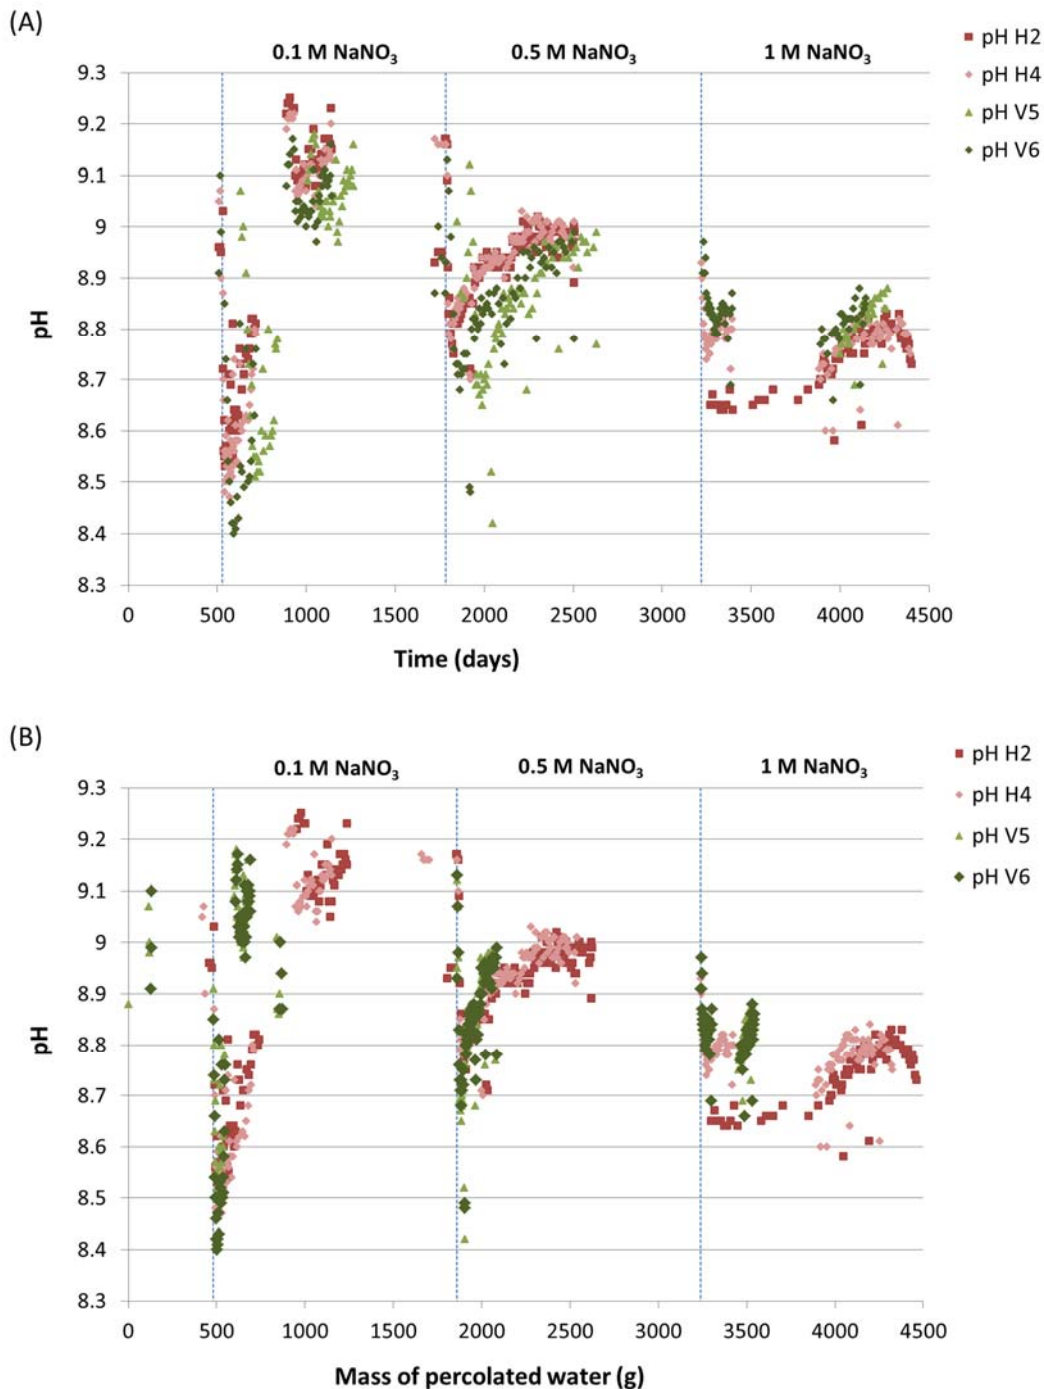 (A)
0.1 M NaNO₃ 0.5 M NaNO₃ 1 M NaNO₃
pH H2
pH H4
pH V5
pH V6
9.3
9.2
9.1
9
8.9
8.8
8.7
8.6
8.5
8.4
8.3
pH
0 500 1000 1500 2000 2500 3000 3500 4000 4500
Time (days)
(B)
0.1 M NaNO₃ 0.5 M NaNO₃ 1 M NaNO₃
pH H2
pH H4
pH V5
pH V6
9.3
9.2
9.1
9
8.9
8.8
8.7
8.6
8.5
8.4
8.3
pH
0 500 1000 1500 2000 2500 3000 3500 4000 4500
Mass of percolated water (g)